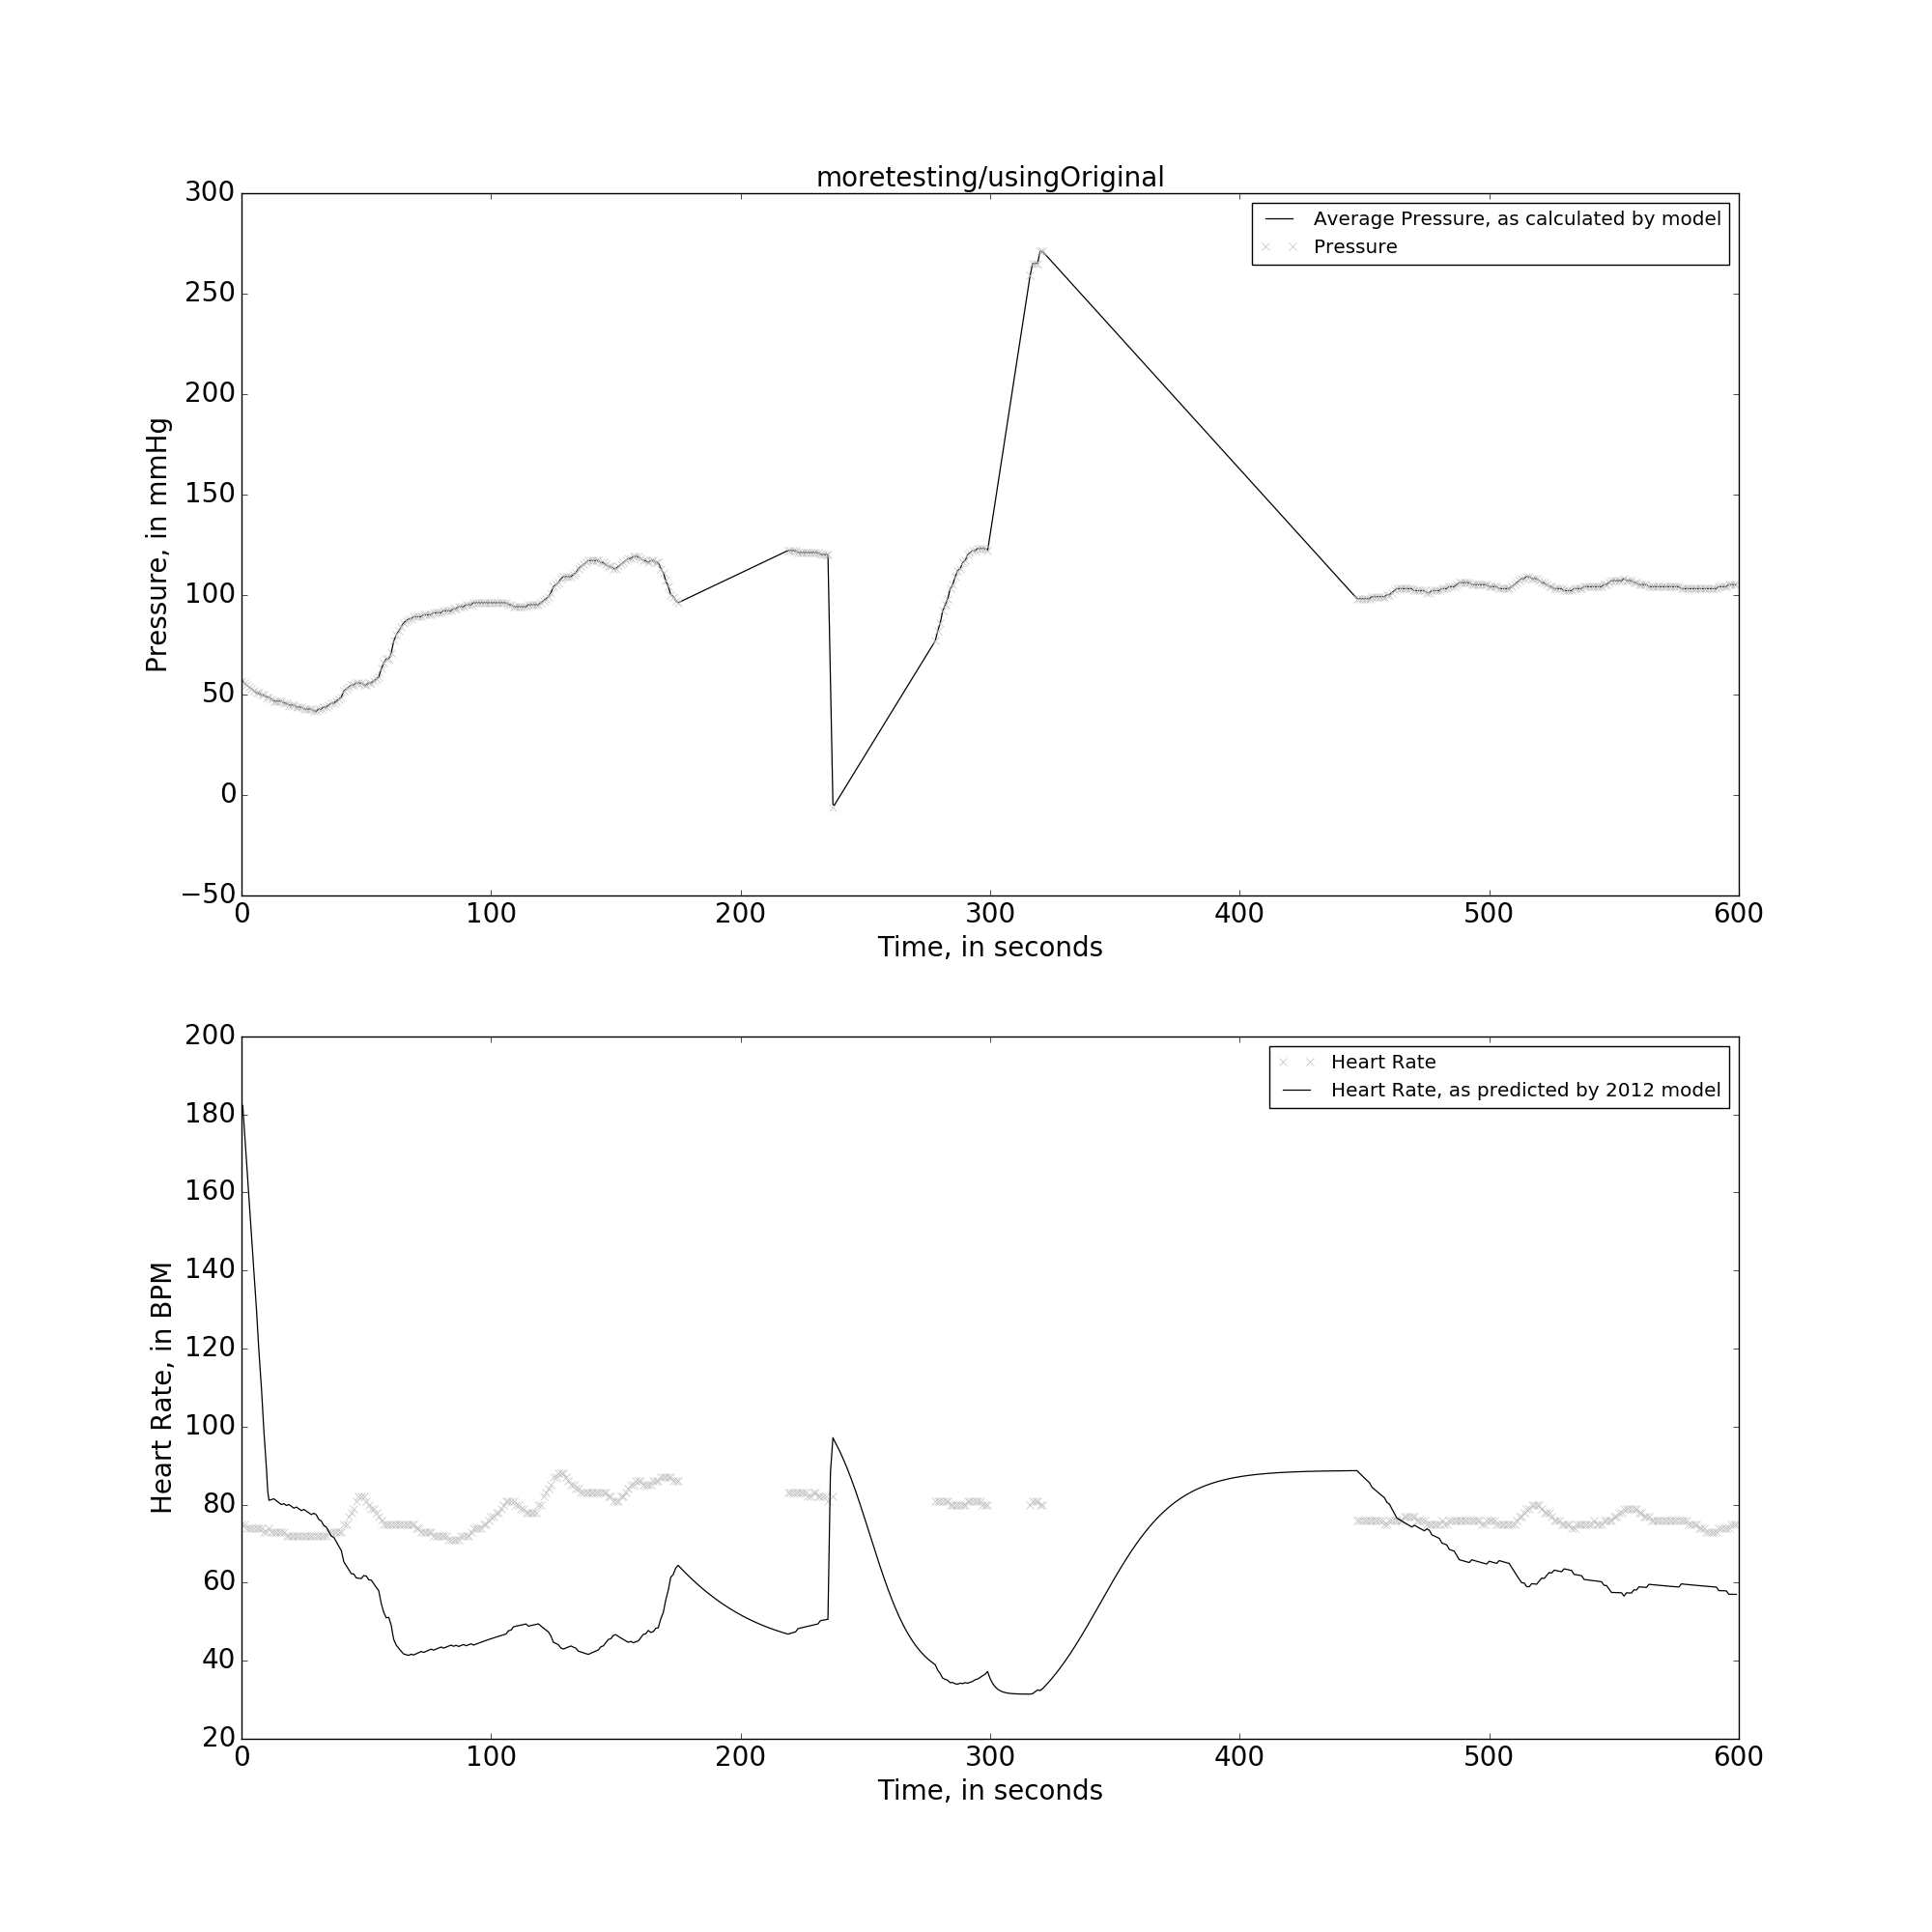 moretesting/usingOriginal
300
250
200
150
100
50
0
−50
Pressure, in mmHg
Average Pressure, as calculated by model
Pressure
0 100 200 300 400 500 600
Time, in seconds
200
180
160
140
120
100
80
60
40
20
Heart Rate, in BPM
Heart Rate
Heart Rate, as predicted by 2012 model
0 100 200 300 400 500 600
Time, in seconds